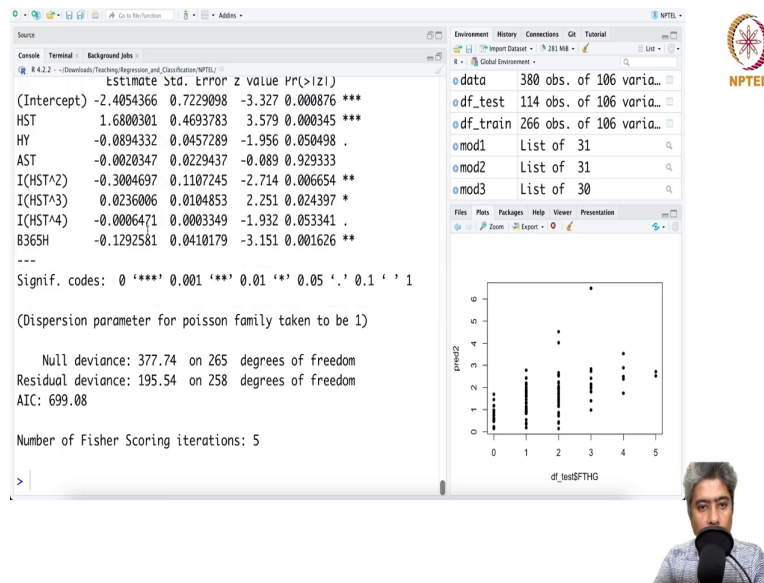 Go to file/function
Addins
NPTEL
Source
Console Terminal × Background Jobs ×
R 4.2.2 · ~/Downloads/Teaching/Regression_and_Classification/NPTEL/
Estimate Std. Error z value Pr(>|z|)
(Intercept) -2.4054366 0.7229098 -3.327 0.000876 ***
HST 1.6800301 0.4693783 3.579 0.000345 ***
HY -0.0894332 0.0457289 -1.956 0.050498 .
AST -0.0020347 0.0229437 -0.089 0.929333
I(HST^2) -0.3004697 0.1107245 -2.714 0.006654 **
I(HST^3) 0.0236006 0.0104853 2.251 0.024397 *
I(HST^4) -0.0006471 0.0003349 -1.932 0.053341 .
B365H -0.1292581 0.0410179 -3.151 0.001626 **
---
Signif. codes: 0 ‘***’ 0.001 ‘**’ 0.01 ‘*’ 0.05 ‘.’ 0.1 ‘ ’ 1
(Dispersion parameter for poisson family taken to be 1)
Null deviance: 377.74 on 265 degrees of freedom
Residual deviance: 195.54 on 258 degrees of freedom
AIC: 699.08
Number of Fisher Scoring iterations: 5
>
Environment History Connections Git Tutorial
Import Dataset 281 MiB List
R Global Environment
data 380 obs. of 106 varia…
df_test 114 obs. of 106 varia…
df_train 266 obs. of 106 varia…
mod1 List of 31
mod2 List of 31
mod3 List of 30
Files Plots Packages Help Viewer Presentation
Zoom Export
pred2
6
5
4
3
2
1
0
0 1 2 3 4 5
df_test$FTHG
NPTEL